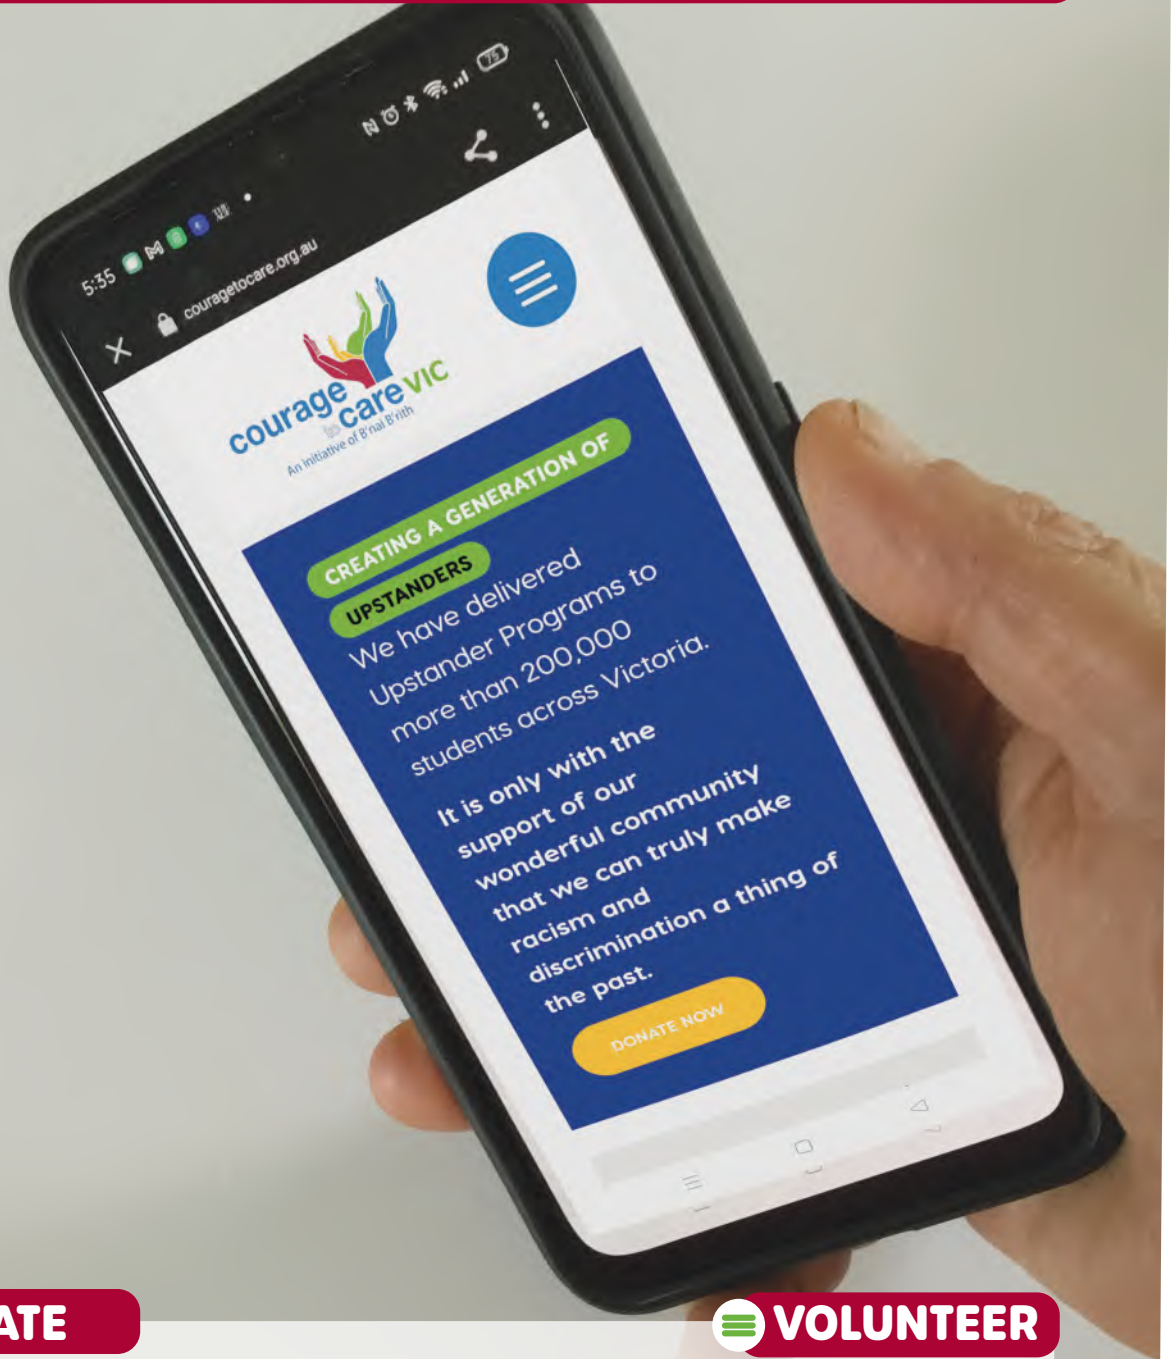 5:35
75
couragetocare.org.au
courage
to care VIC
An initiative of B'nai B'rith
CREATING A GENERATION OF
UPSTANDERS
We have delivered
Upstander Programs to
more than 200,000
students across Victoria.
It is only with the
support of our
wonderful community
that we can truly make
racism and
discrimination a thing of
the past.
DONATE NOW
ATE
VOLUNTEER